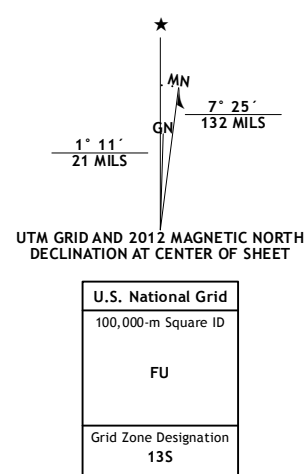 MN
GN
7° 25´
132 MILS
1° 11´
21 MILS
UTM GRID AND 2012 MAGNETIC NORTH
DECLINATION AT CENTER OF SHEET
U.S. National Grid
100,000-m Square ID
FU
Grid Zone Designation
13S